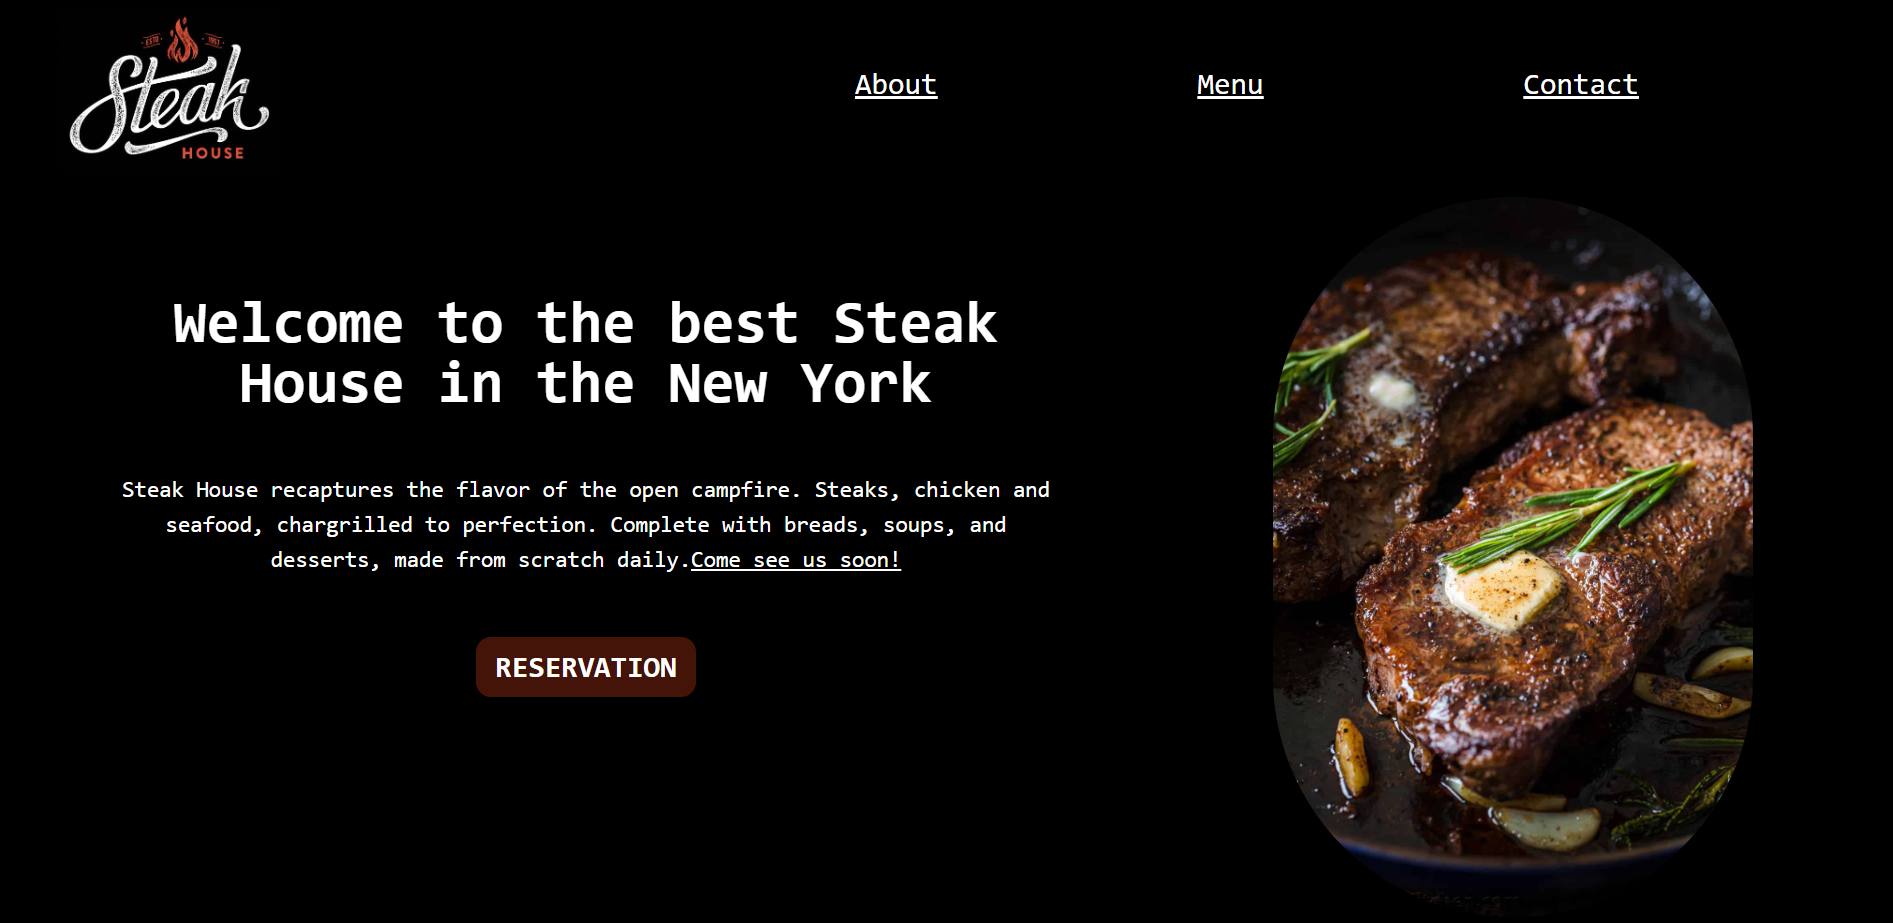 ESTD
Steak
HOUSE
About
Menu
Contact
Welcome to the best Steak
House in the New York
Steak House recaptures the flavor of the open campfire. Steaks, chicken and
seafood, chargrilled to perfection. Complete with breads, soups, and
desserts, made from scratch daily.Come see us soon!
RESERVATION